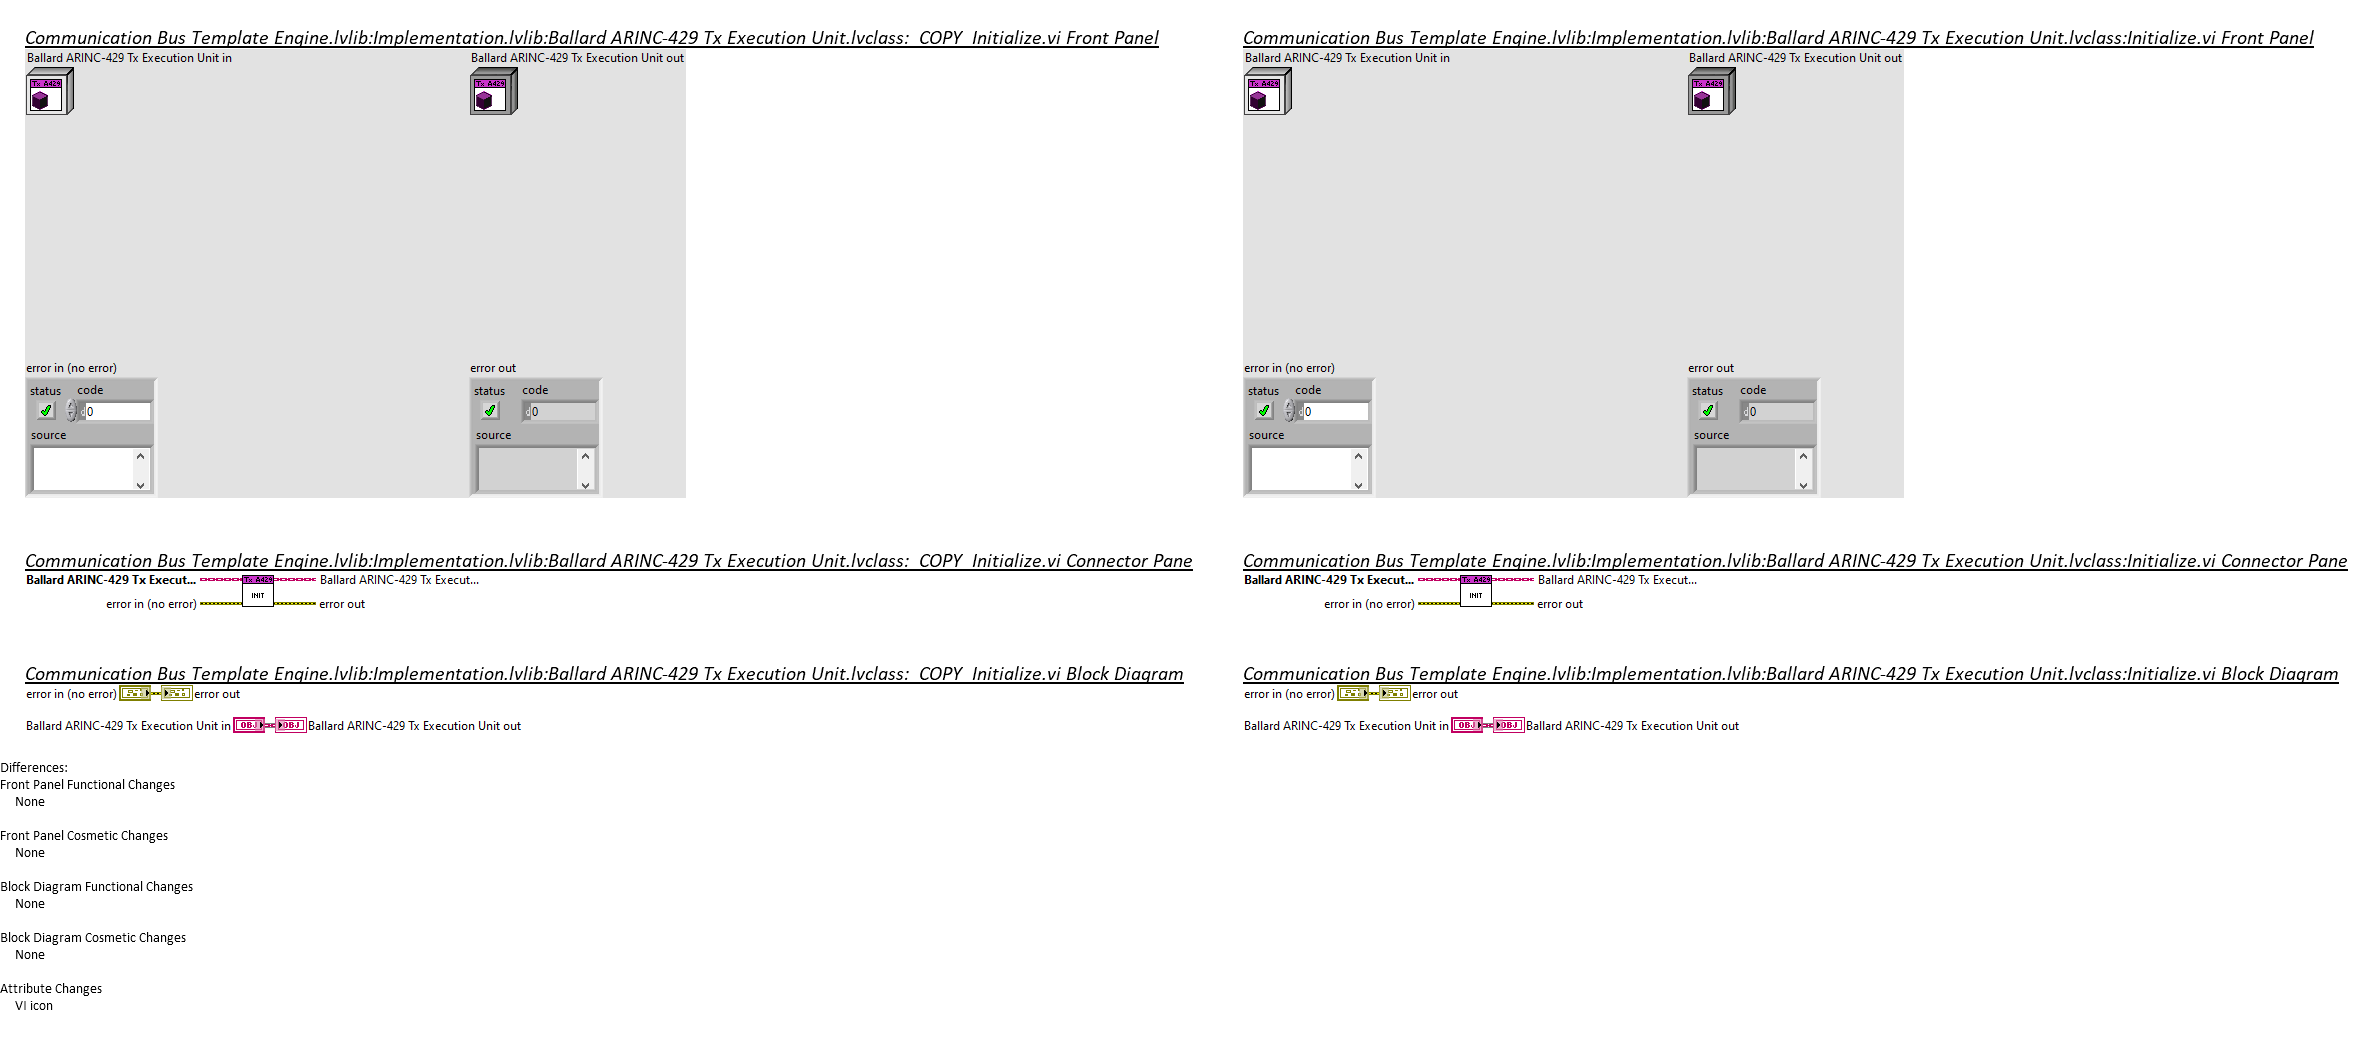 Communication Bus Template Engine.lvlib:Implementation.lvlib:Ballard ARINC-429 Tx Execution Unit.lvclass:  COPY  Initialize.vi Front Panel
Ballard ARINC-429 Tx Execution Unit in
Ballard ARINC-429 Tx Execution Unit out
Tx A429
Tx A429
error in (no error)
error out
status code
d 0
source
status code
d 0
source
Communication Bus Template Engine.lvlib:Implementation.lvlib:Ballard ARINC-429 Tx Execution Unit.lvclass:Initialize.vi Front Panel
Ballard ARINC-429 Tx Execution Unit in
Ballard ARINC-429 Tx Execution Unit out
Tx A429
Tx A429
error in (no error)
error out
status code
d 0
source
status code
d 0
source
Communication Bus Template Engine.lvlib:Implementation.lvlib:Ballard ARINC-429 Tx Execution Unit.lvclass:  COPY  Initialize.vi Connector Pane
Ballard ARINC-429 Tx Execut... Tx A429 Ballard ARINC-429 Tx Execut...
INIT
error in (no error) error out
Communication Bus Template Engine.lvlib:Implementation.lvlib:Ballard ARINC-429 Tx Execution Unit.lvclass:Initialize.vi Connector Pane
Ballard ARINC-429 Tx Execut... Tx A429 Ballard ARINC-429 Tx Execut...
INIT
error in (no error) error out
Communication Bus Template Engine.lvlib:Implementation.lvlib:Ballard ARINC-429 Tx Execution Unit.lvclass:  COPY  Initialize.vi Block Diagram
error in (no error) error out
Ballard ARINC-429 Tx Execution Unit in OBJ OBJ Ballard ARINC-429 Tx Execution Unit out
Communication Bus Template Engine.lvlib:Implementation.lvlib:Ballard ARINC-429 Tx Execution Unit.lvclass:Initialize.vi Block Diagram
error in (no error) error out
Ballard ARINC-429 Tx Execution Unit in OBJ OBJ Ballard ARINC-429 Tx Execution Unit out
Differences:
Front Panel Functional Changes
None
Front Panel Cosmetic Changes
None
Block Diagram Functional Changes
None
Block Diagram Cosmetic Changes
None
Attribute Changes
VI icon